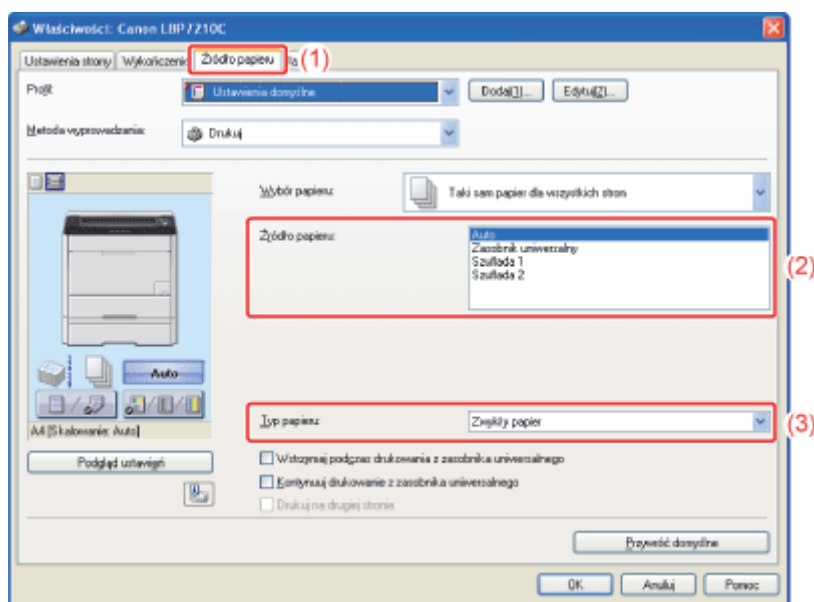 Właściwości: Canon LBP7210C
Ustawienia strony Wykończenie Źródło papieru (1)
Profil: Ustawienia domyślne Dodaj[1]... Edytuj[2]...
Metoda wyprowadzania: Drukuj
Wybór papieru: Taki sam papier dla wszystkich stron
Źródło papieru: Auto
Zasobnik uniwersalny
Szuflada 1
Szuflada 2
(2)
Auto
Typ papieru: Zwykły papier (3)
A4 [Skalowanie: Auto]
Wstrzymaj podczas drukowania z zasobnika uniwersalnego
Podgląd ustawień
Kontynuuj drukowanie z zasobnika uniwersalnego
Drukuj na drugiej stronie
Przywróć domyślne
OK Anuluj Pomoc